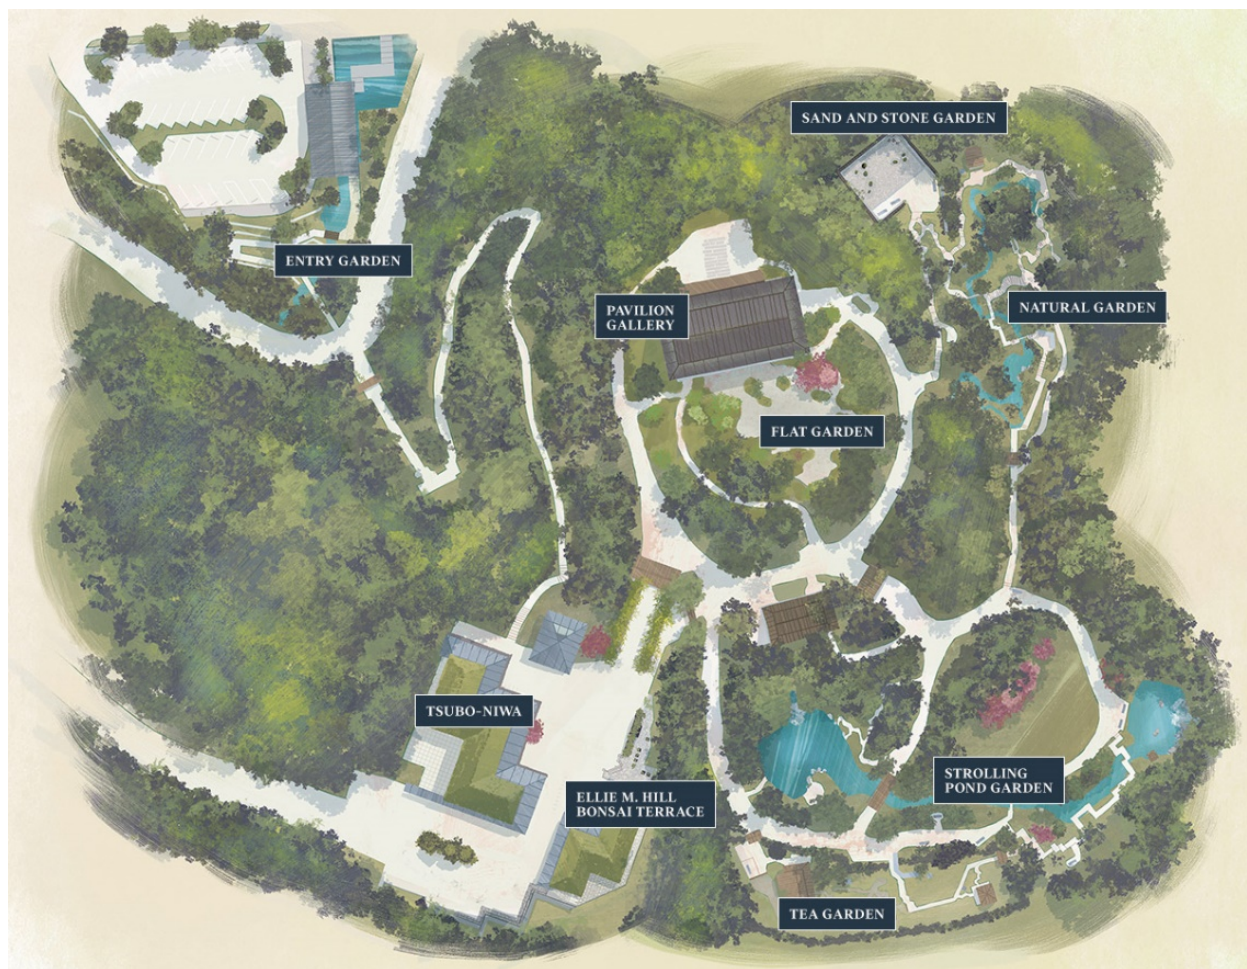 SAND AND STONE GARDEN
ENTRY GARDEN
NATURAL GARDEN
PAVILION
GALLERY
FLAT GARDEN
TSUBO-NIWA
STROLLING
POND GARDEN
ELLIE M. HILL
BONSAI TERRACE
TEA GARDEN